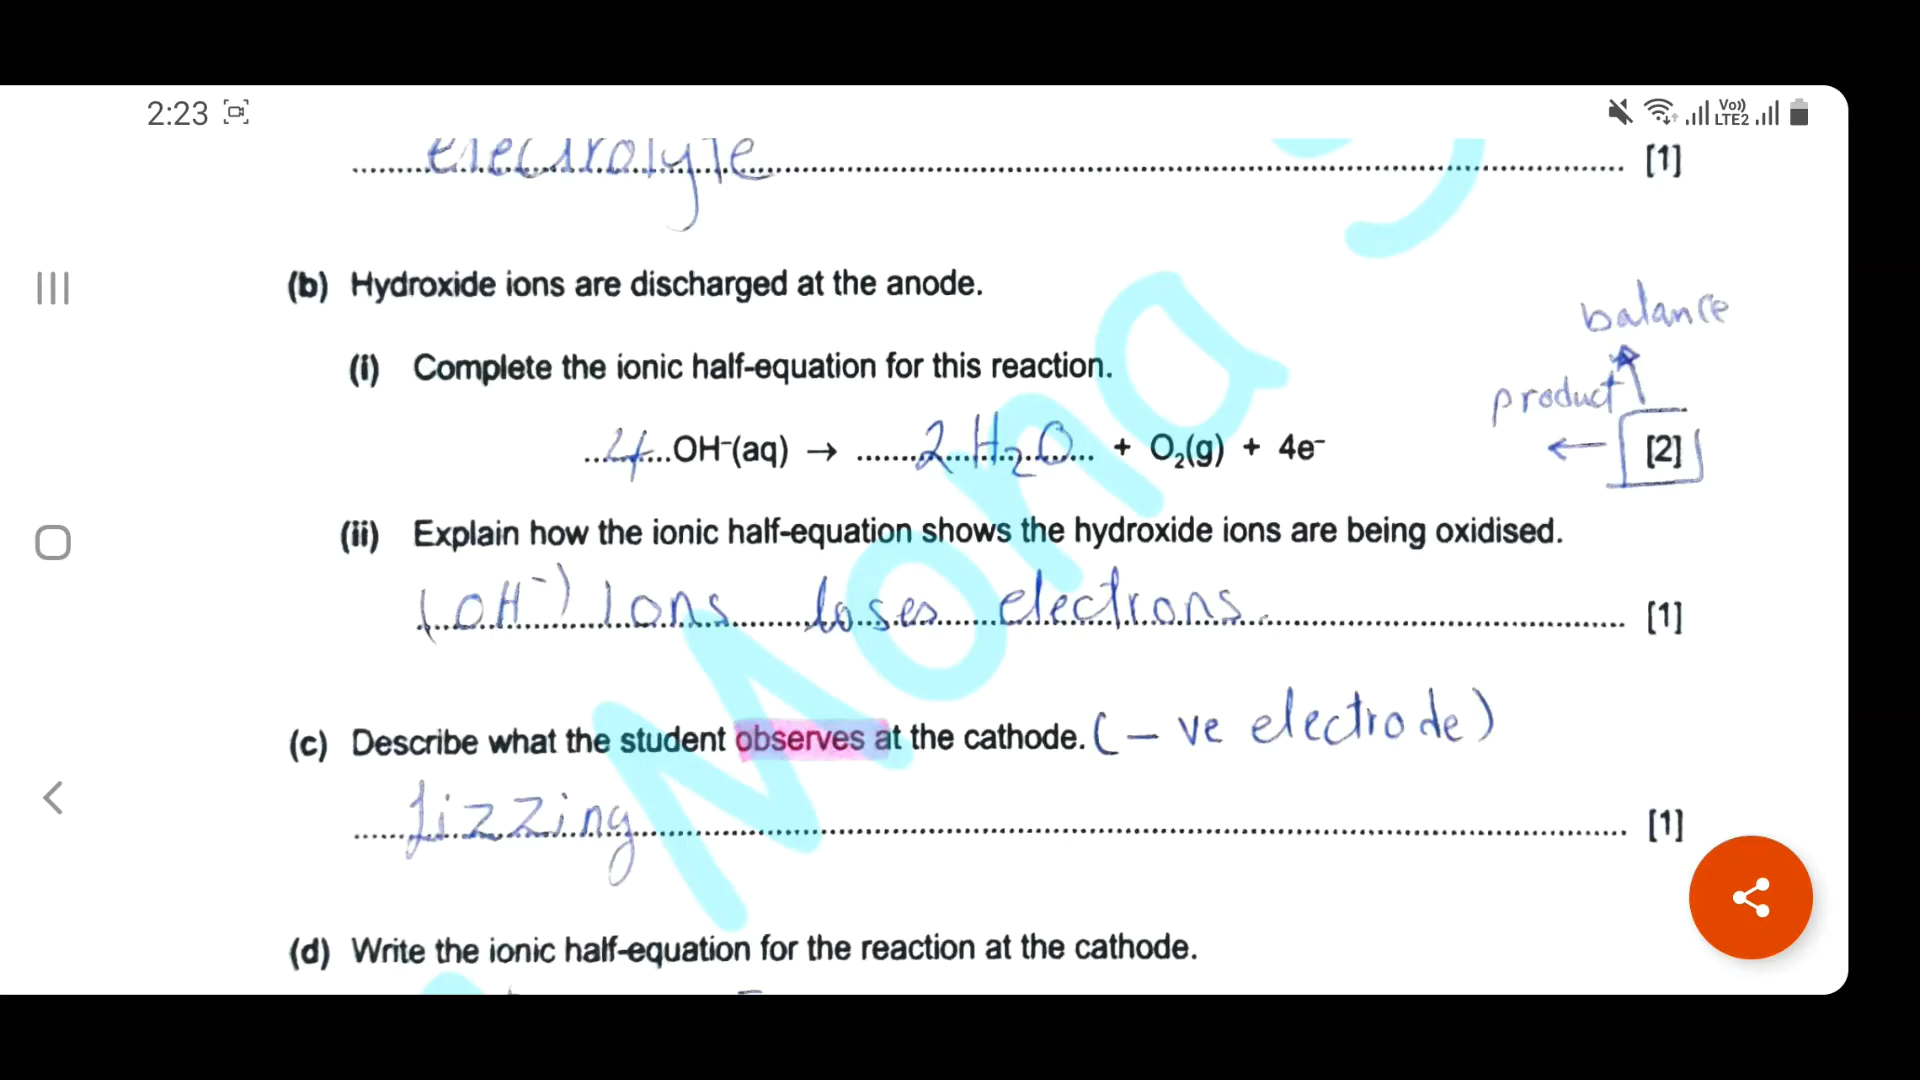 2:23 Vo)) LTE2
electrolyte [1]
(b) Hydroxide ions are discharged at the anode.
balance
(i) Complete the ionic half-equation for this reaction.
product
...4...OH⁻(aq) → ......2 H₂O...... + O₂(g) + 4e⁻ [2]
(ii) Explain how the ionic half-equation shows the hydroxide ions are being oxidised.
(OH⁻) Ions loses electrons. [1]
(c) Describe what the student observes at the cathode. (– ve electrode)
fizzing [1]
(d) Write the ionic half-equation for the reaction at the cathode.
Mona